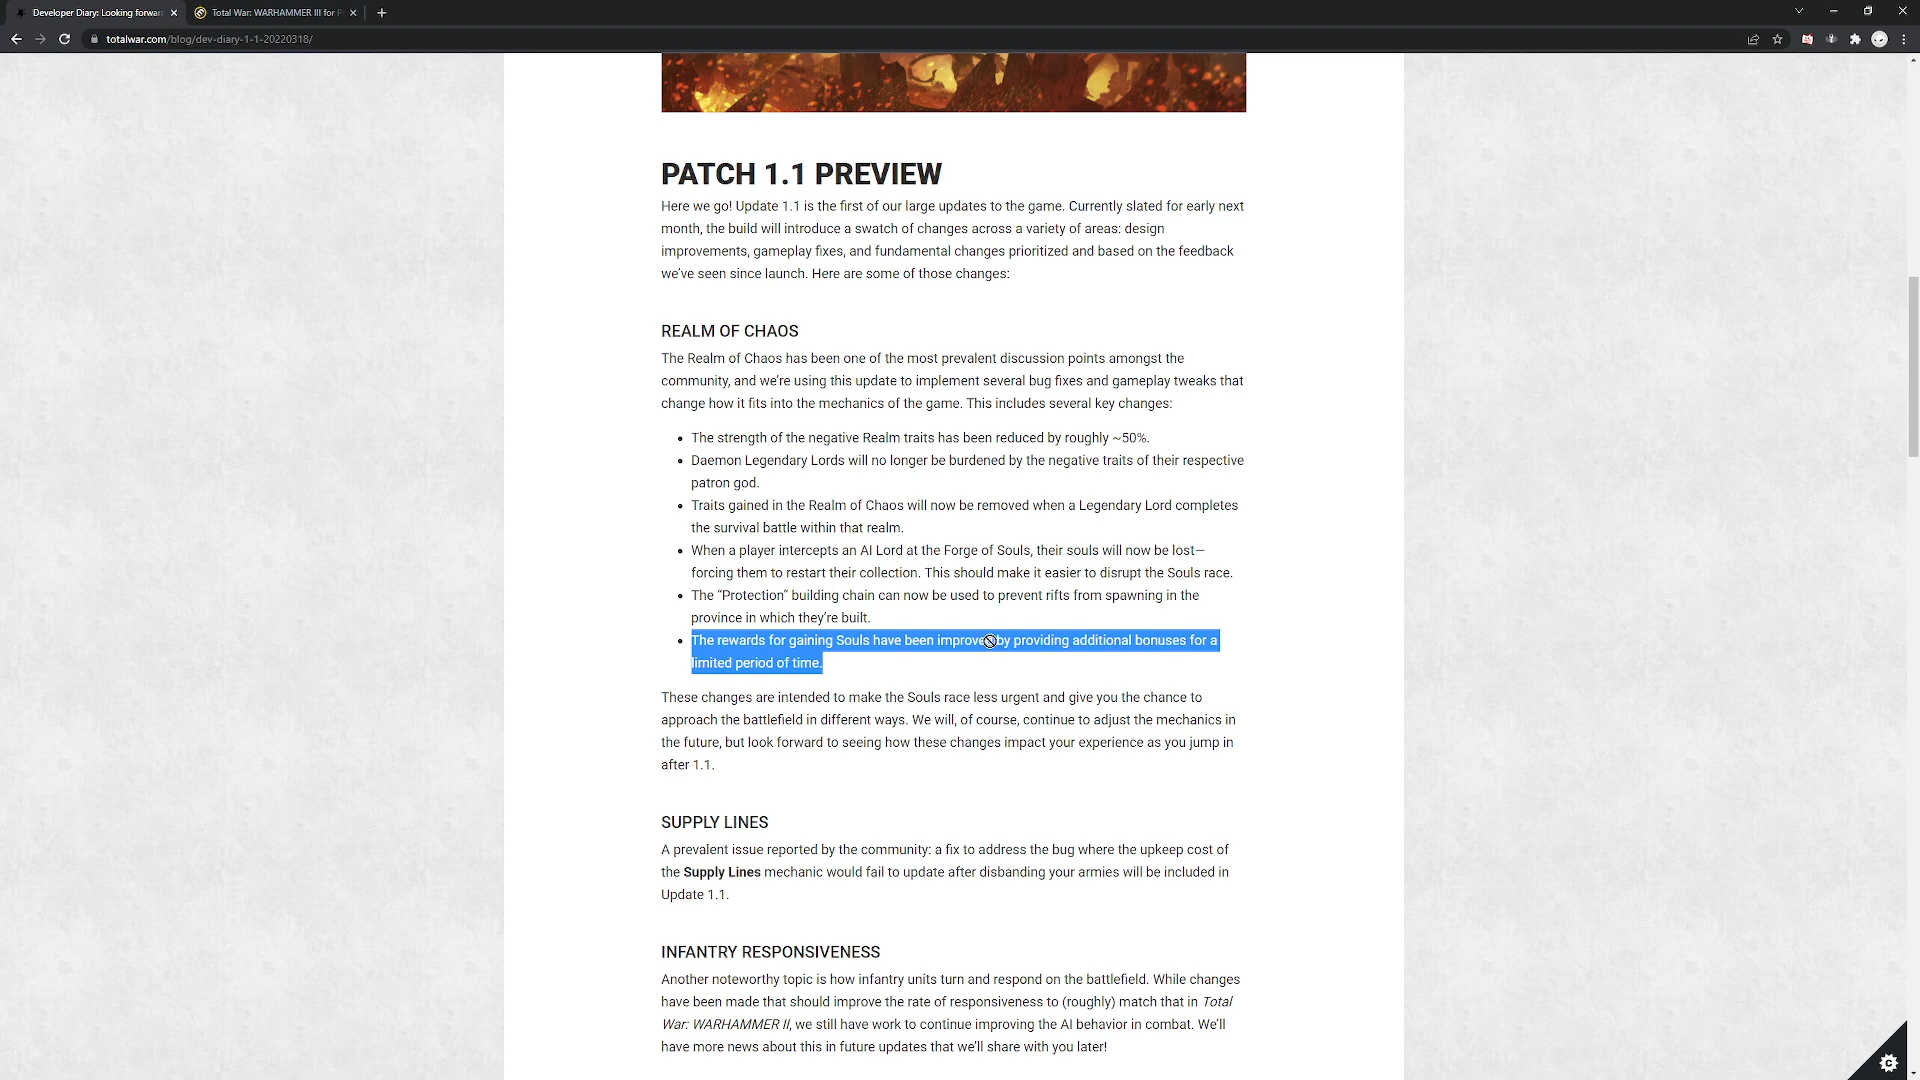 Developer Diary: Looking forwar
Total War: WARHAMMER III for P
totalwar.com/blog/dev-diary-1-1-20220318/
PATCH 1.1 PREVIEW
Here we go! Update 1.1 is the first of our large updates to the game. Currently slated for early next
month, the build will introduce a swatch of changes across a variety of areas: design
improvements, gameplay fixes, and fundamental changes prioritized and based on the feedback
we've seen since launch. Here are some of those changes:
REALM OF CHAOS
The Realm of Chaos has been one of the most prevalent discussion points amongst the
community, and we're using this update to implement several bug fixes and gameplay tweaks that
change how it fits into the mechanics of the game. This includes several key changes:
• The strength of the negative Realm traits has been reduced by roughly ~50%.
• Daemon Legendary Lords will no longer be burdened by the negative traits of their respective
patron god.
• Traits gained in the Realm of Chaos will now be removed when a Legendary Lord completes
the survival battle within that realm.
• When a player intercepts an AI Lord at the Forge of Souls, their souls will now be lost—
forcing them to restart their collection. This should make it easier to disrupt the Souls race.
• The “Protection” building chain can now be used to prevent rifts from spawning in the
province in which they're built.
• The rewards for gaining Souls have been improved by providing additional bonuses for a
limited period of time.
These changes are intended to make the Souls race less urgent and give you the chance to
approach the battlefield in different ways. We will, of course, continue to adjust the mechanics in
the future, but look forward to seeing how these changes impact your experience as you jump in
after 1.1.
SUPPLY LINES
A prevalent issue reported by the community: a fix to address the bug where the upkeep cost of
the Supply Lines mechanic would fail to update after disbanding your armies will be included in
Update 1.1.
INFANTRY RESPONSIVENESS
Another noteworthy topic is how infantry units turn and respond on the battlefield. While changes
have been made that should improve the rate of responsiveness to (roughly) match that in Total
War: WARHAMMER II, we still have work to continue improving the AI behavior in combat. We'll
have more news about this in future updates that we'll share with you later!